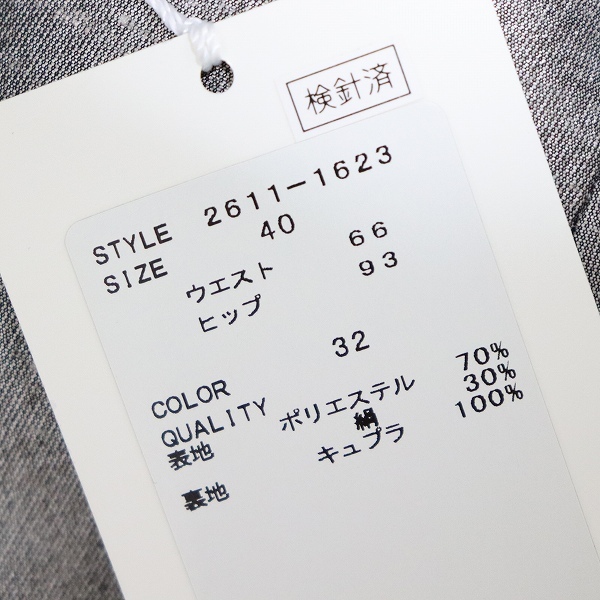 検針済
STYLE 2611-1623
SIZE 40
ウエスト 66
ヒップ 93
COLOR 32
QUALITY
表地 ポリエステル 70%
絹 30%
裏地 キュプラ 100%